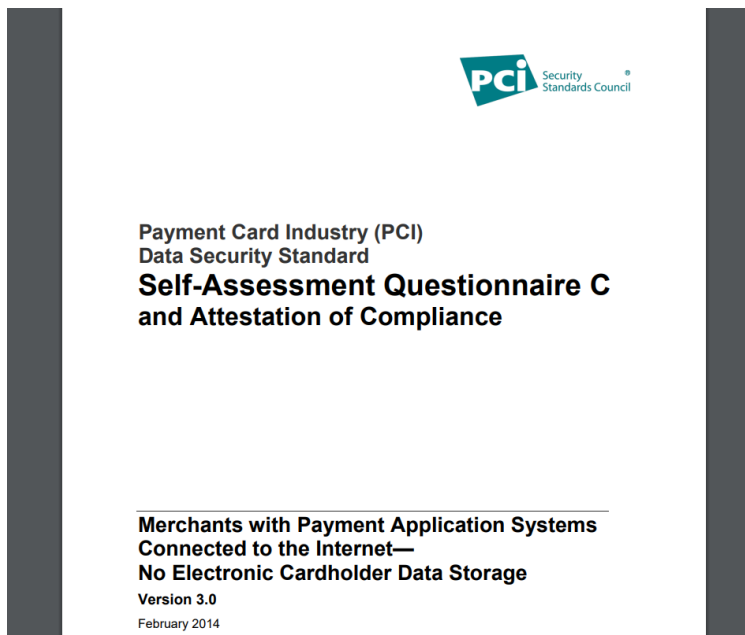 PCI Security ®
Standards Council
Payment Card Industry (PCI)
Data Security Standard
Self-Assessment Questionnaire C
and Attestation of Compliance
Merchants with Payment Application Systems
Connected to the Internet—
No Electronic Cardholder Data Storage
Version 3.0
February 2014